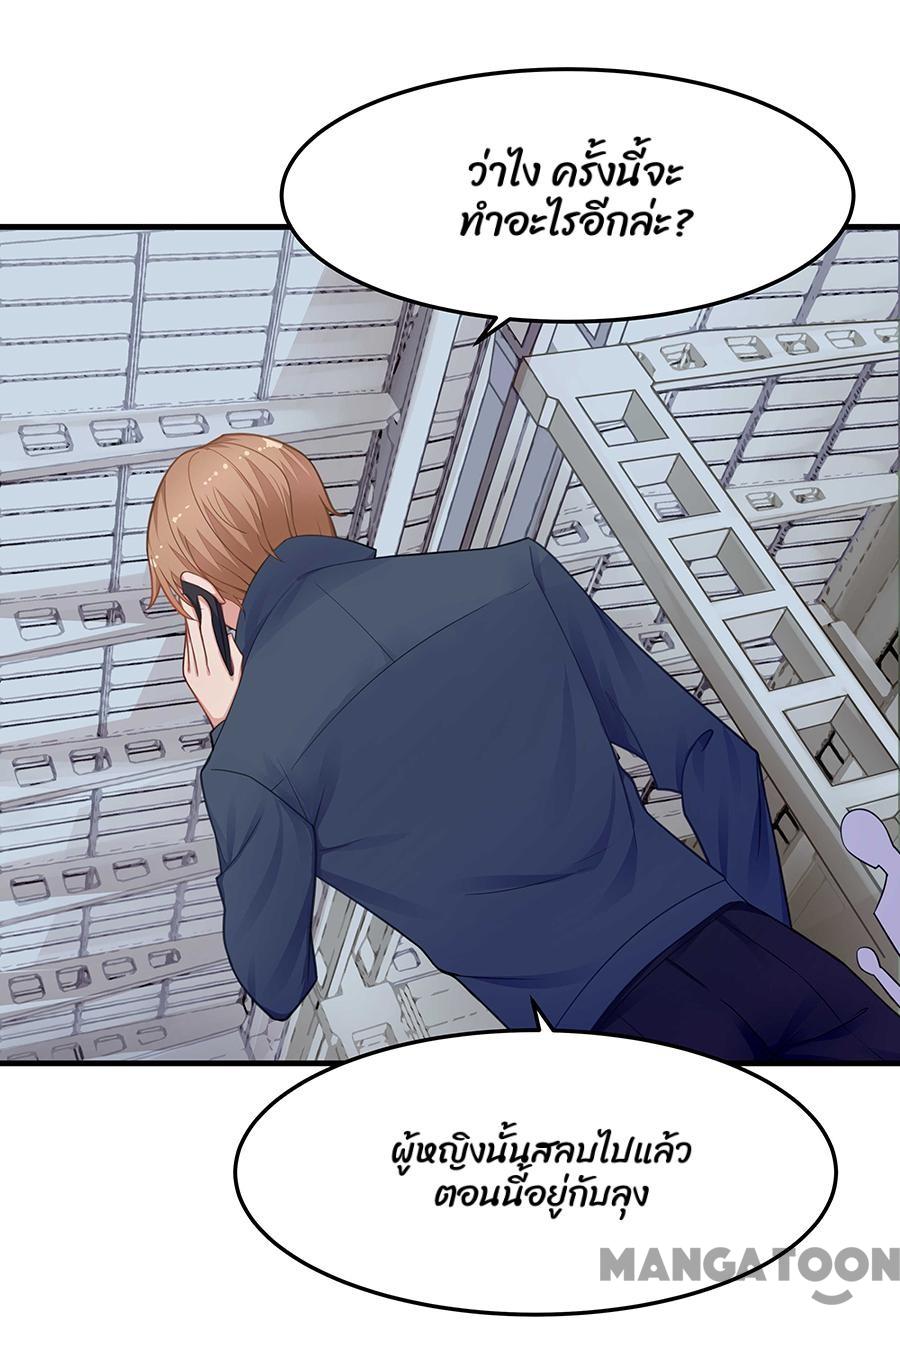 ว่าไง ครั้งนี้จะ
ทำอะไรอีกล่ะ?
ผู้หญิงนั้นสลบไปแล้ว
ตอนนี้อยู่กับลุง
MANGATOON